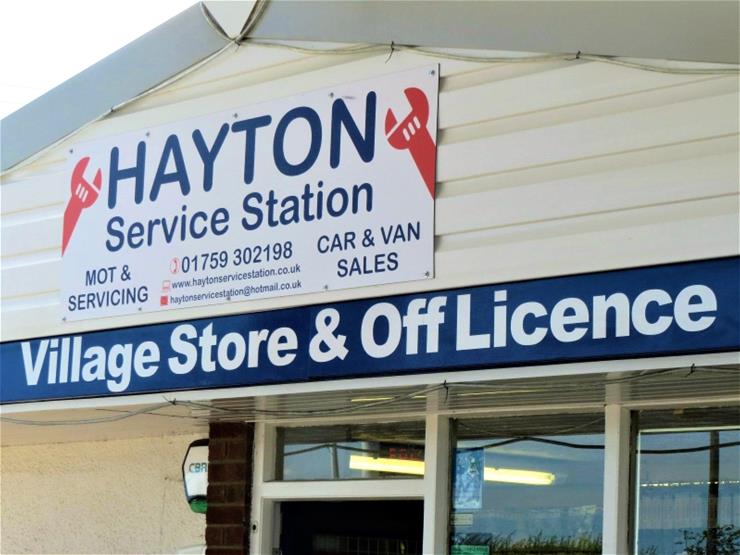 HAYTON
Service Station
MOT &
SERVICING
01759 302198
www.haytonservicestation.co.uk
haytonservicestation@hotmail.co.uk
CAR & VAN
SALES
Village Store & Off Licence